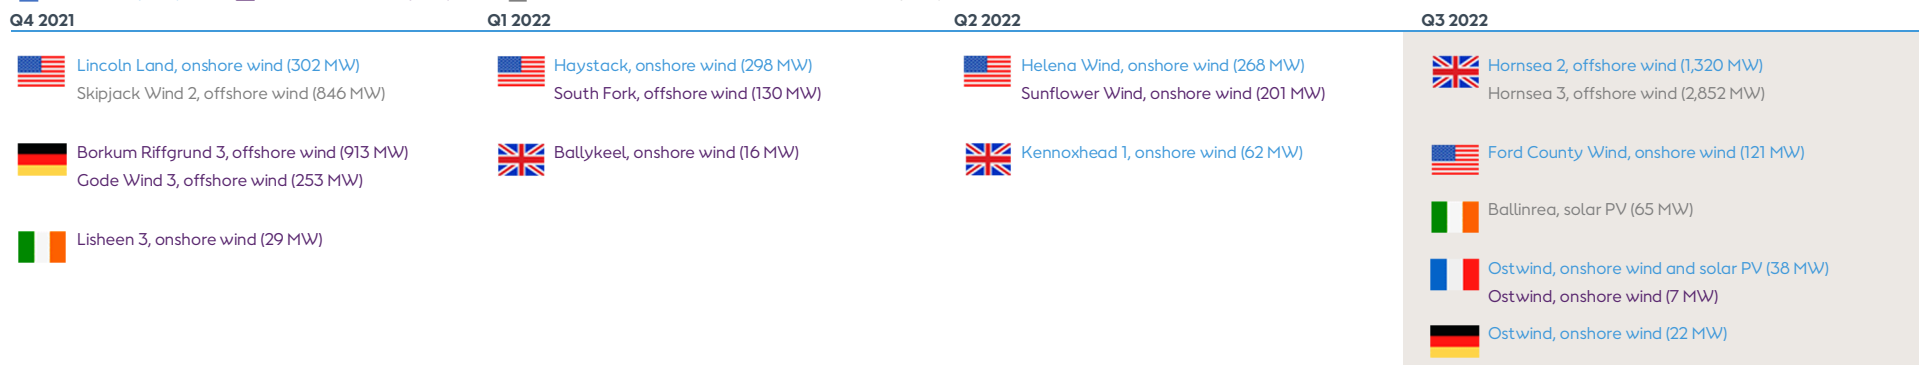 Q4 2021
Lincoln Land, onshore wind (302 MW)
Skipjack Wind 2, offshore wind (846 MW)
Borkum Riffgrund 3, offshore wind (913 MW)
Gode Wind 3, offshore wind (253 MW)
Lisheen 3, onshore wind (29 MW)
Q1 2022
Haystack, onshore wind (298 MW)
South Fork, offshore wind (130 MW)
Ballykeel, onshore wind (16 MW)
Q2 2022
Helena Wind, onshore wind (268 MW)
Sunflower Wind, onshore wind (201 MW)
Kennoxhead 1, onshore wind (62 MW)
Q3 2022
Hornsea 2, offshore wind (1,320 MW)
Hornsea 3, offshore wind (2,852 MW)
Ford County Wind, onshore wind (121 MW)
Ballinrea, solar PV (65 MW)
Ostwind, onshore wind and solar PV (38 MW)
Ostwind, onshore wind (7 MW)
Ostwind, onshore wind (22 MW)